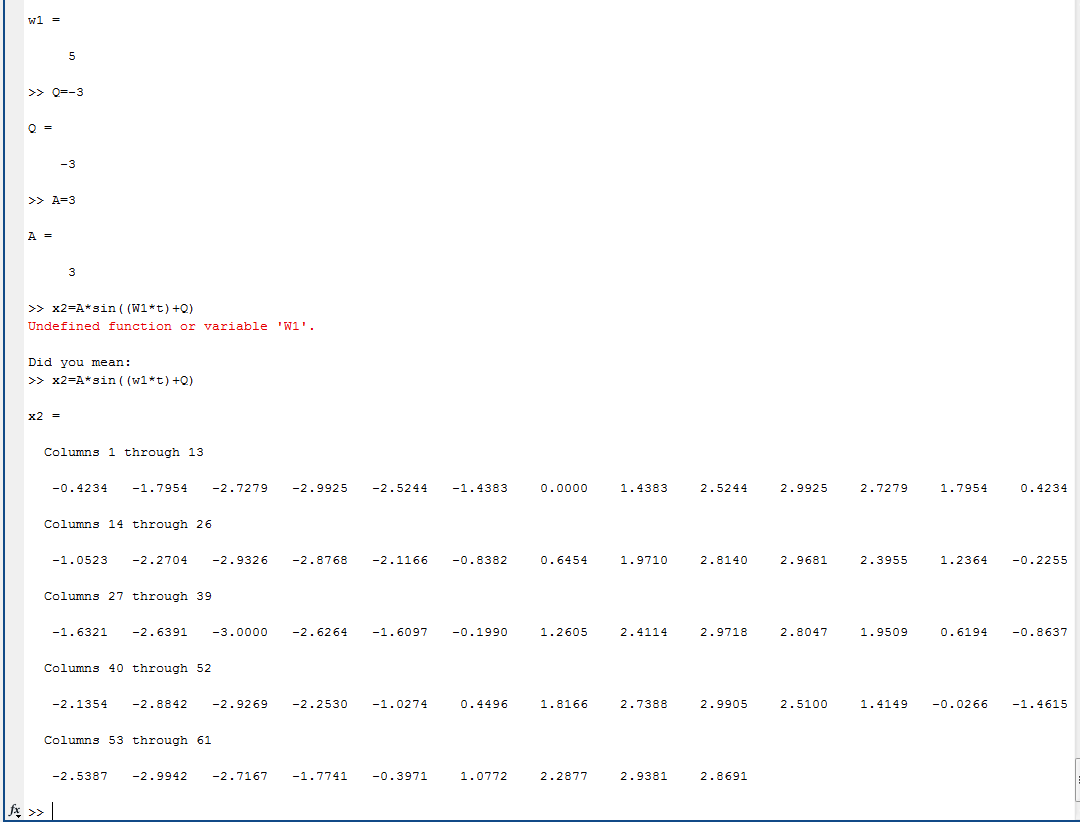 w1 =
5
>> Q=-3
Q =
-3
>> A=3
A =
3
>> x2=A*sin((W1*t)+Q)
Undefined function or variable 'W1'.
Did you mean:
>> x2=A*sin((w1*t)+Q)
x2 =
Columns 1 through 13
-0.4234 -1.7954 -2.7279 -2.9925 -2.5244 -1.4383 0.0000 1.4383 2.5244 2.9925 2.7279 1.7954 0.4234
Columns 14 through 26
-1.0523 -2.2704 -2.9326 -2.8768 -2.1166 -0.8382 0.6454 1.9710 2.8140 2.9681 2.3955 1.2364 -0.2255
Columns 27 through 39
-1.6321 -2.6391 -3.0000 -2.6264 -1.6097 -0.1990 1.2605 2.4114 2.9718 2.8047 1.9509 0.6194 -0.8637
Columns 40 through 52
-2.1354 -2.8842 -2.9269 -2.2530 -1.0274 0.4496 1.8166 2.7388 2.9905 2.5100 1.4149 -0.0266 -1.4615
Columns 53 through 61
-2.5387 -2.9942 -2.7167 -1.7741 -0.3971 1.0772 2.2877 2.9381 2.8691
fx >>